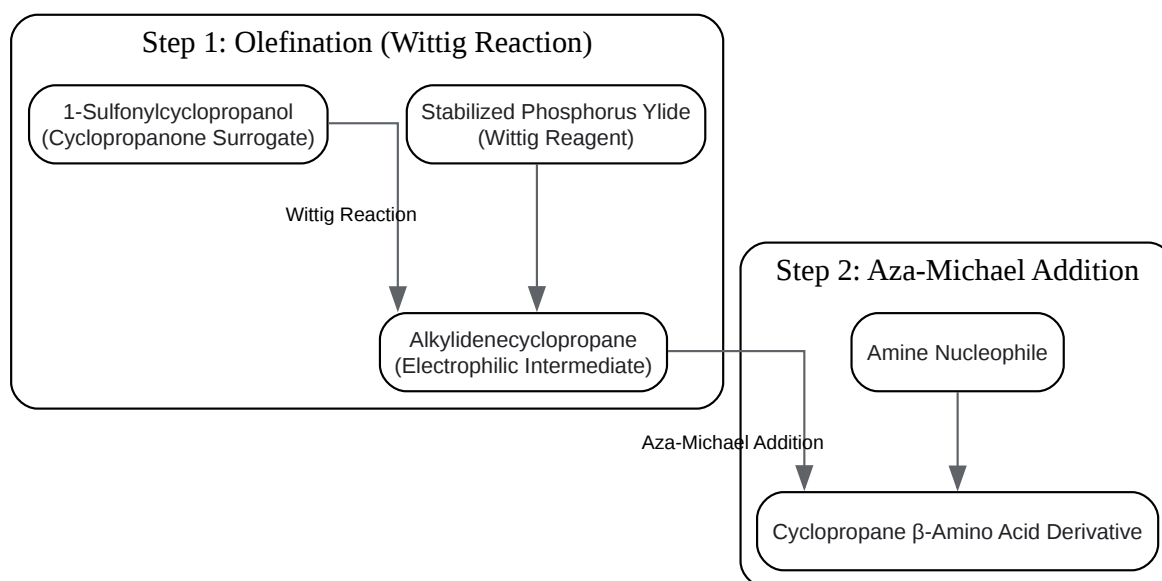 Step 1: Olefination (Wittig Reaction)
1-Sulfonylcyclopropanol
(Cyclopropanone Surrogate)
Stabilized Phosphorus Ylide
(Wittig Reagent)
Wittig Reaction
Alkylidenecyclopropane
(Electrophilic Intermediate)
Step 2: Aza-Michael Addition
Amine Nucleophile
Aza-Michael Addition
Cyclopropane β-Amino Acid Derivative